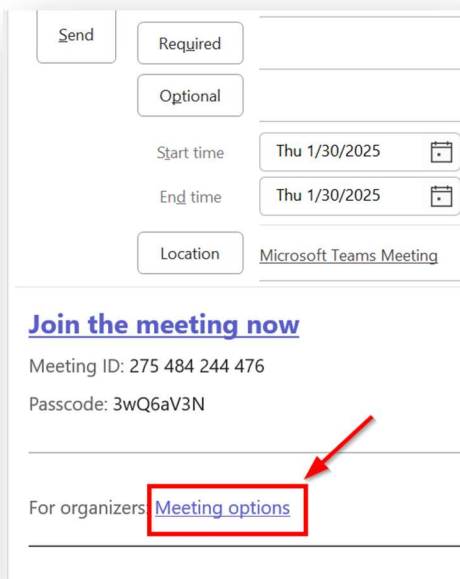 Send
Required
Optional
Start time Thu 1/30/2025
End time Thu 1/30/2025
Location Microsoft Teams Meeting
Join the meeting now
Meeting ID: 275 484 244 476
Passcode: 3wQ6aV3N
For organizers: Meeting options